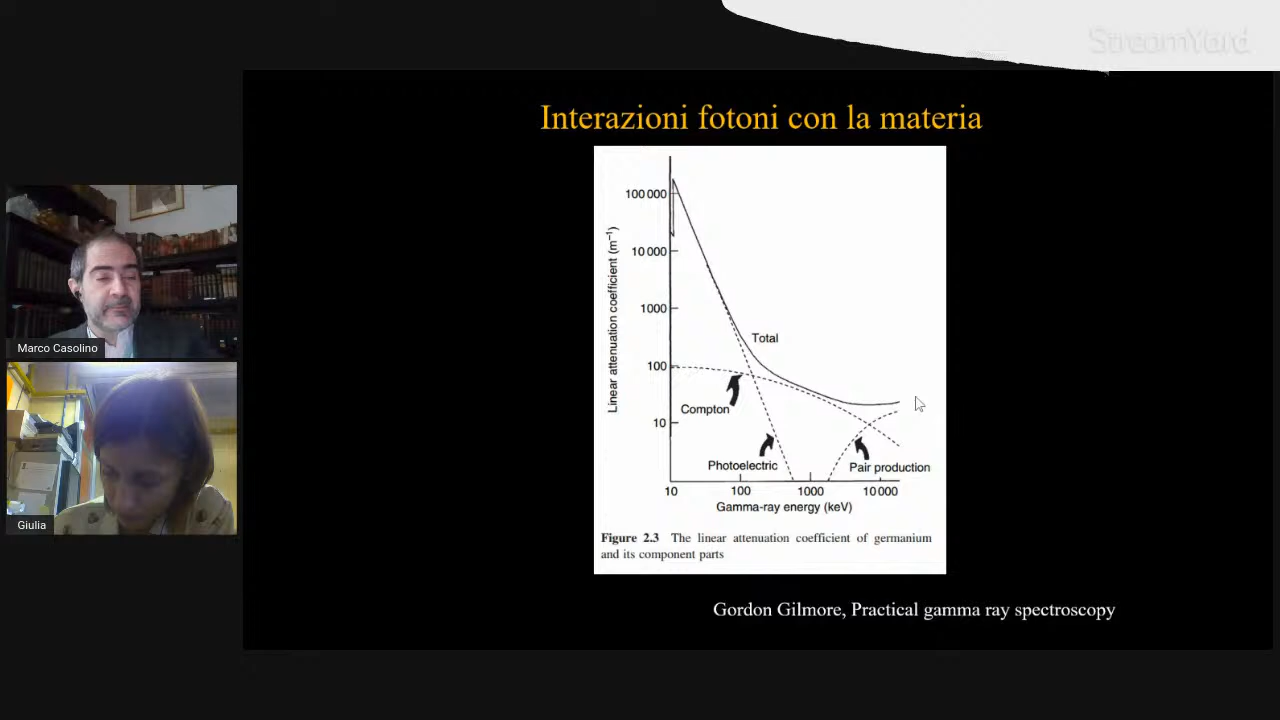 StreamYard
Interazioni fotoni con la materia
Linear attenuation coefficient (m⁻¹)
100 000
10 000
1000
100
10
Total
Compton
Photoelectric
Pair production
10 100 1000 10 000
Gamma-ray energy (keV)
Figure 2.3 The linear attenuation coefficient of germanium
and its component parts
Gordon Gilmore, Practical gamma ray spectroscopy
Marco Casolino
Giulia